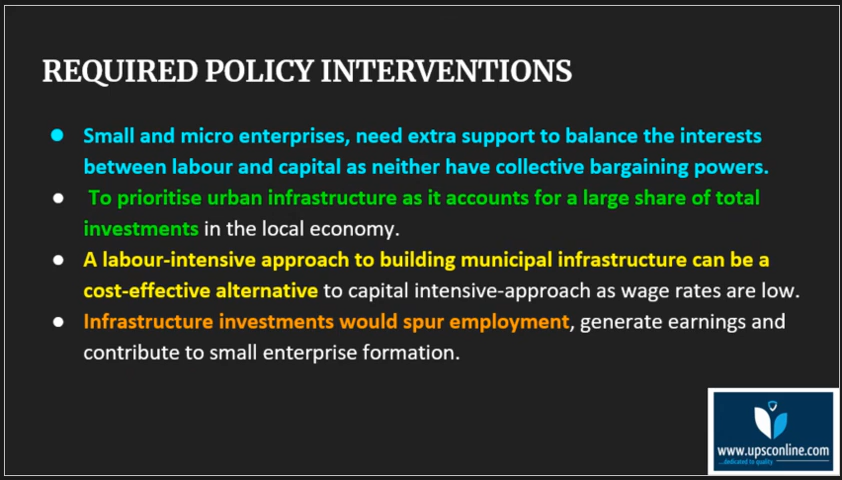 REQUIRED POLICY INTERVENTIONS
● Small and micro enterprises, need extra support to balance the interests
between labour and capital as neither have collective bargaining powers.
● To prioritise urban infrastructure as it accounts for a large share of total
investments in the local economy.
● A labour-intensive approach to building municipal infrastructure can be a
cost-effective alternative to capital intensive-approach as wage rates are low.
● Infrastructure investments would spur employment, generate earnings and
contribute to small enterprise formation.
www.upsconline.com
...dedicated to quality